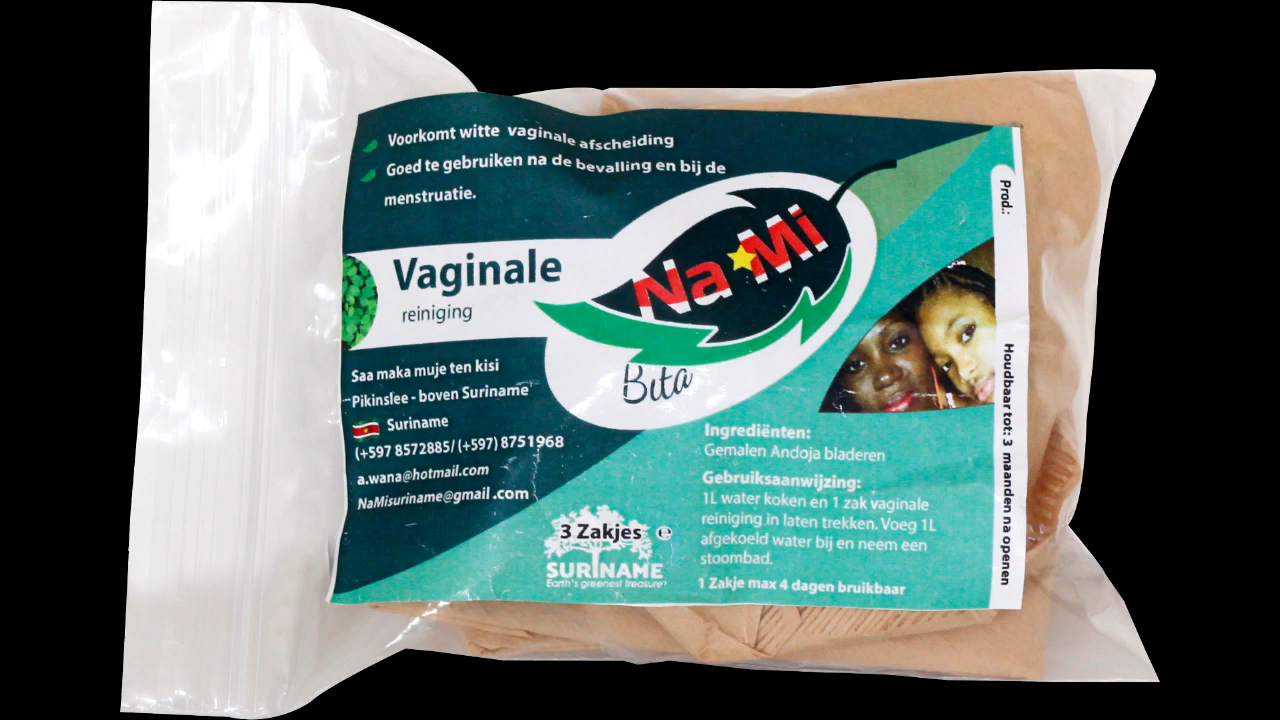 Voorkomt witte vaginale afscheiding
Goed te gebruiken na de bevalling en bij de
menstruatie.
Vaginale
reiniging
Na Mi
Bita
Saa maka muje ten kisi
Pikinslee - boven Suriname
Suriname
(+597 8572885/ (+597) 8751968
a.wana@hotmail.com
NaMisuriname@gmail.com
3 Zakjes e
SURINAME
Earth's greenest treasure
Ingrediënten:
Gemalen Andoja bladeren
Gebruiksaanwijzing:
1L water koken en 1 zak vaginale
reiniging in laten trekken. Voeg 1L
afgekoeld water bij en neem een
stoombad.
1 Zakje max 4 dagen bruikbaar
Prod.:
Houdbaar tot: 3 maanden na openen